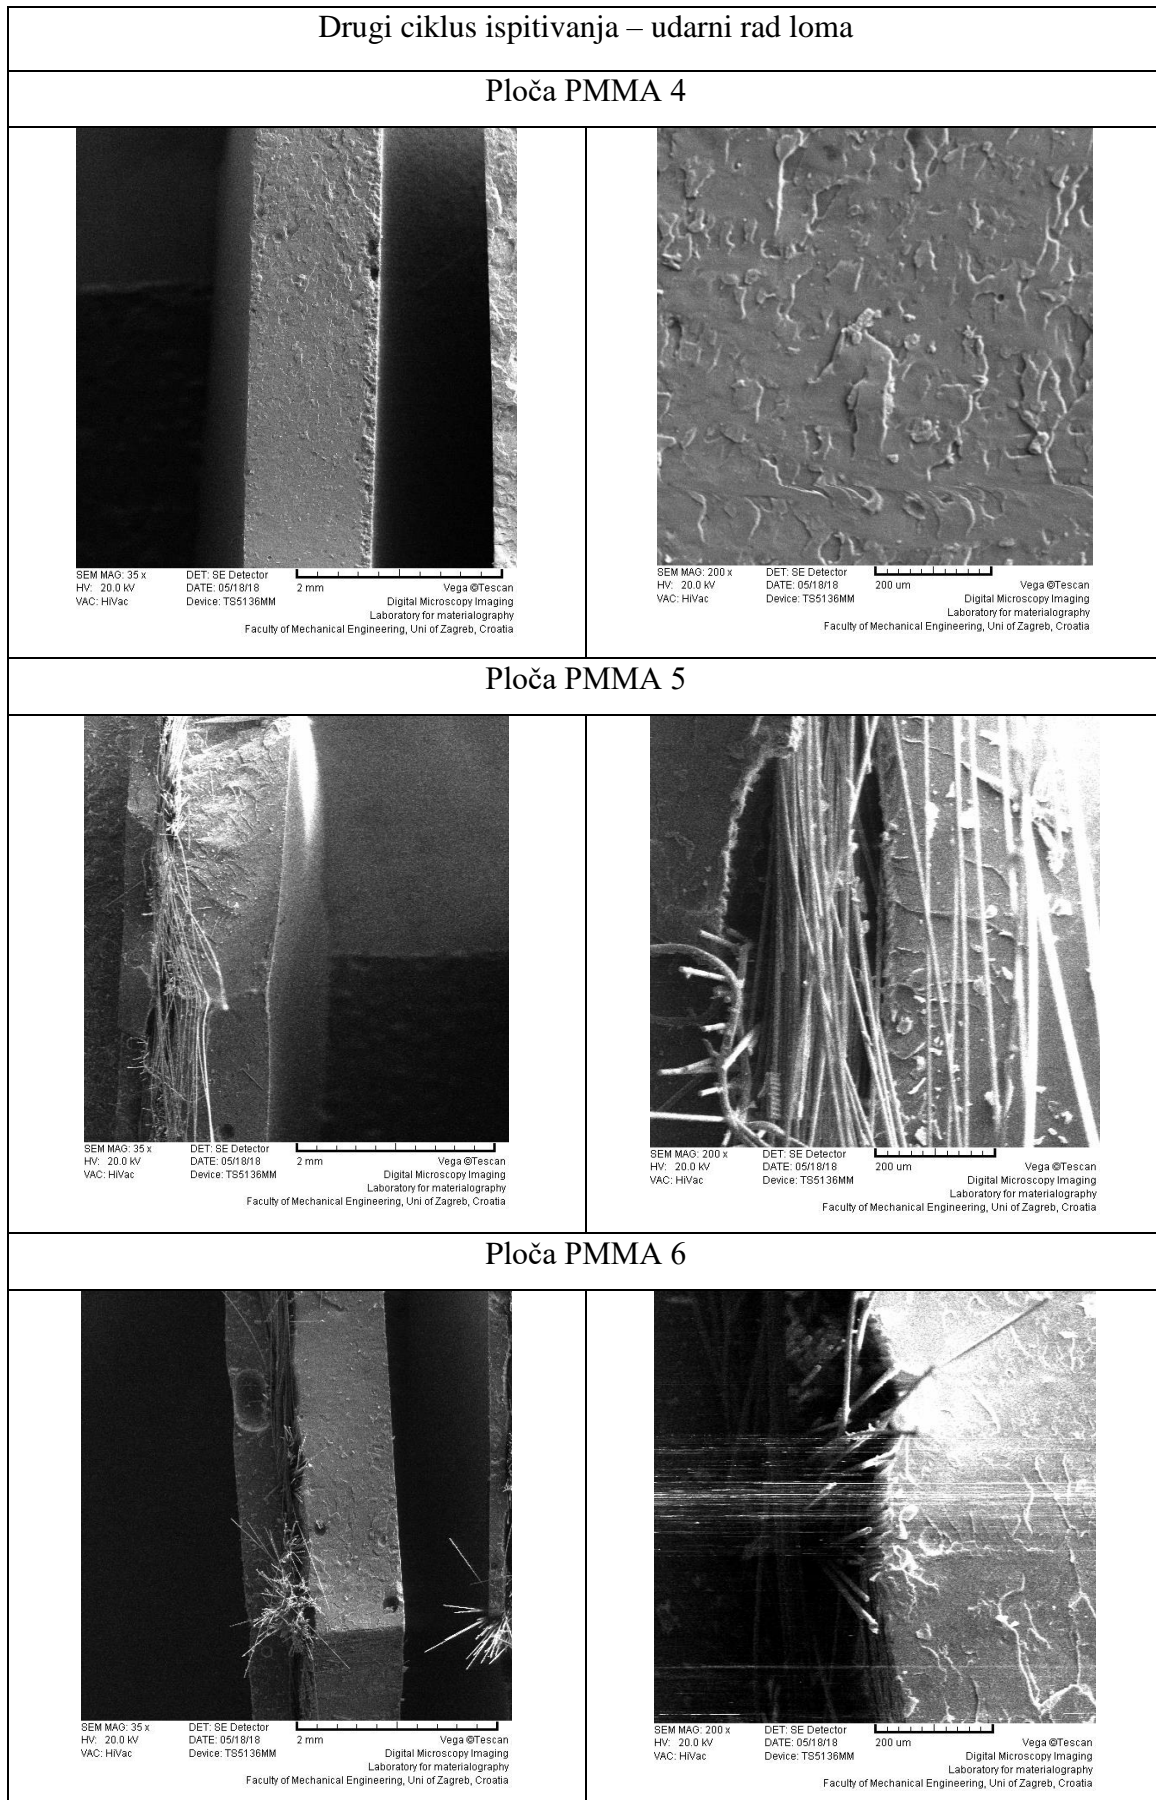 Drugi ciklus ispitivanja – udarni rad loma
Ploča PMMA 4
SEM MAG: 35 x DET: SE Detector
HV: 20.0 kV DATE: 05/18/18 2 mm Vega ©Tescan
VAC: HiVac Device: TS5136MM Digital Microscopy Imaging
Laboratory for materialography
Faculty of Mechanical Engineering, Uni of Zagreb, Croatia
SEM MAG: 200 x DET: SE Detector
HV: 20.0 kV DATE: 05/18/18 200 um Vega ©Tescan
VAC: HiVac Device: TS5136MM Digital Microscopy Imaging
Laboratory for materialography
Faculty of Mechanical Engineering, Uni of Zagreb, Croatia
Ploča PMMA 5
SEM MAG: 35 x DET: SE Detector
HV: 20.0 kV DATE: 05/18/18 2 mm Vega ©Tescan
VAC: HiVac Device: TS5136MM Digital Microscopy Imaging
Laboratory for materialography
Faculty of Mechanical Engineering, Uni of Zagreb, Croatia
SEM MAG: 200 x DET: SE Detector
HV: 20.0 kV DATE: 05/18/18 200 um Vega ©Tescan
VAC: HiVac Device: TS5136MM Digital Microscopy Imaging
Laboratory for materialography
Faculty of Mechanical Engineering, Uni of Zagreb, Croatia
Ploča PMMA 6
SEM MAG: 35 x DET: SE Detector
HV: 20.0 kV DATE: 05/18/18 2 mm Vega ©Tescan
VAC: HiVac Device: TS5136MM Digital Microscopy Imaging
Laboratory for materialography
Faculty of Mechanical Engineering, Uni of Zagreb, Croatia
SEM MAG: 200 x DET: SE Detector
HV: 20.0 kV DATE: 05/18/18 200 um Vega ©Tescan
VAC: HiVac Device: TS5136MM Digital Microscopy Imaging
Laboratory for materialography
Faculty of Mechanical Engineering, Uni of Zagreb, Croatia